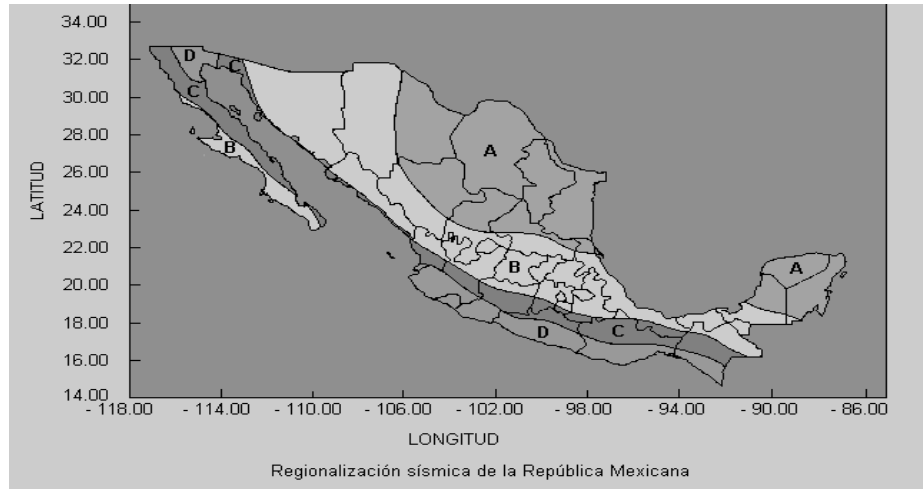 34.00
32.00
30.00
28.00
26.00
24.00
22.00
20.00
18.00
16.00
14.00
LATITUD
D
C
C
B
A
B
A
C
D
- 118.00 - 114.00 - 110.00 - 106.00 - 102.00 - 98.00 - 94.00 - 90.00 - 86.00
LONGITUD
Regionalización sísmica de la República Mexicana